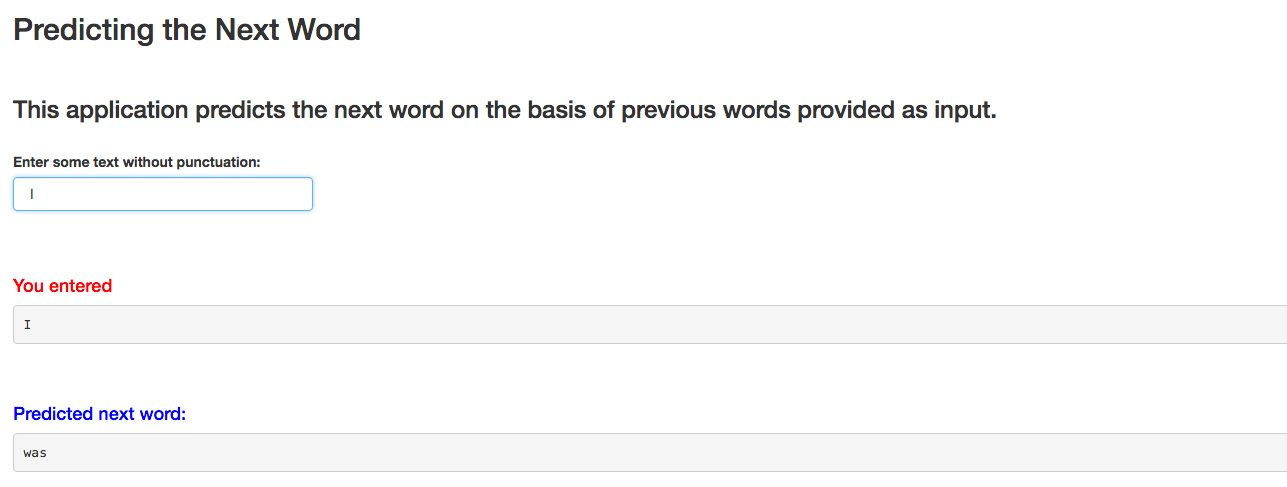 Predicting the Next Word
This application predicts the next word on the basis of previous words provided as input.
Enter some text without punctuation:
I
You entered
I
Predicted next word:
was